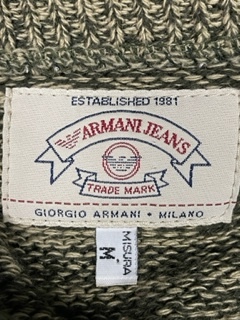 ESTABLISHED 1981
ARMANI JEANS
TRADE MARK
GIORGIO ARMANI • MILANO
MISURA
M